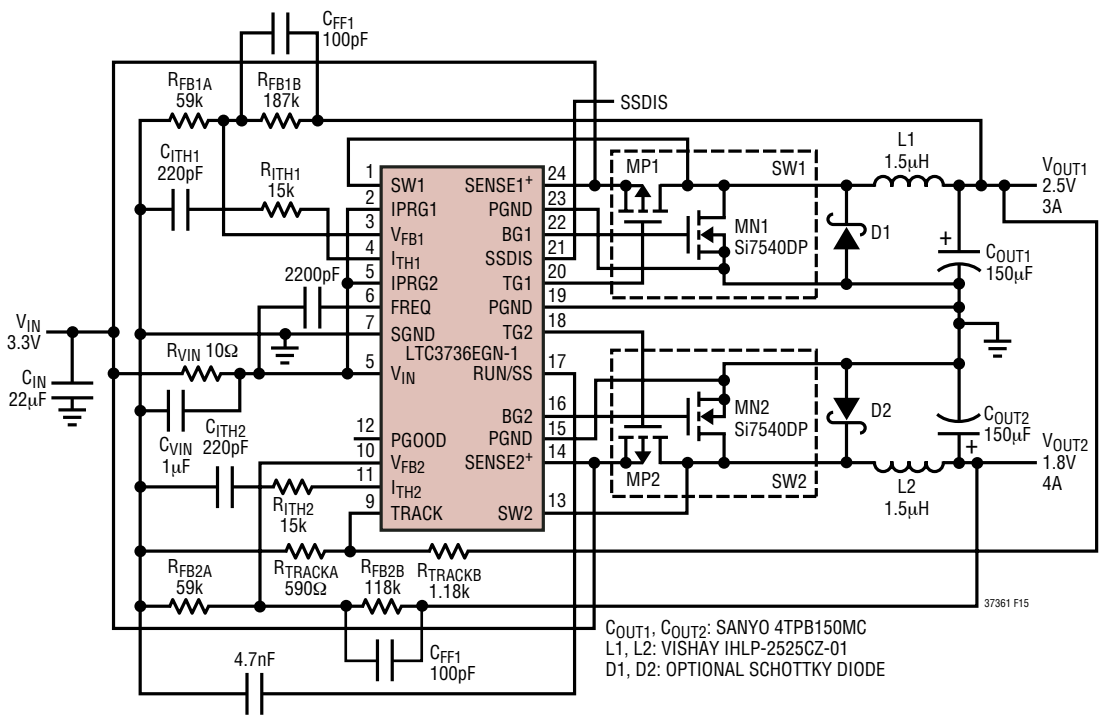 CFF1
100pF
RFB1A
59k
RFB1B
187k
SSDIS
CITH1
220pF
RITH1
15k
2200pF
VIN
3.3V
CIN
22µF
RVIN 10Ω
CVIN
1µF
CITH2
220pF
RITH2
15k
RTRACKA
590Ω
RTRACKB
1.18k
RFB2A
59k
RFB2B
118k
CFF1
100pF
4.7nF
1 SW1
2 IPRG1
3 VFB1
4 ITH1
5 IPRG2
6 FREQ
7 SGND
5 VIN
12 PGOOD
10 VFB2
11 ITH2
9 TRACK
LTC3736EGN-1
SENSE1+ 24
PGND 23
BG1 22
SSDIS 21
TG1 20
PGND 19
TG2 18
RUN/SS 17
BG2 16
PGND 15
SENSE2+ 14
SW2 13
MP1
SW1
MN1
Si7540DP
MN2
Si7540DP
MP2
SW2
D1
D2
L1
1.5µH
L2
1.5µH
VOUT1
2.5V
3A
+
COUT1
150µF
COUT2
150µF
+
VOUT2
1.8V
4A
37361 F15
COUT1, COUT2: SANYO 4TPB150MC
L1, L2: VISHAY IHLP-2525CZ-01
D1, D2: OPTIONAL SCHOTTKY DIODE